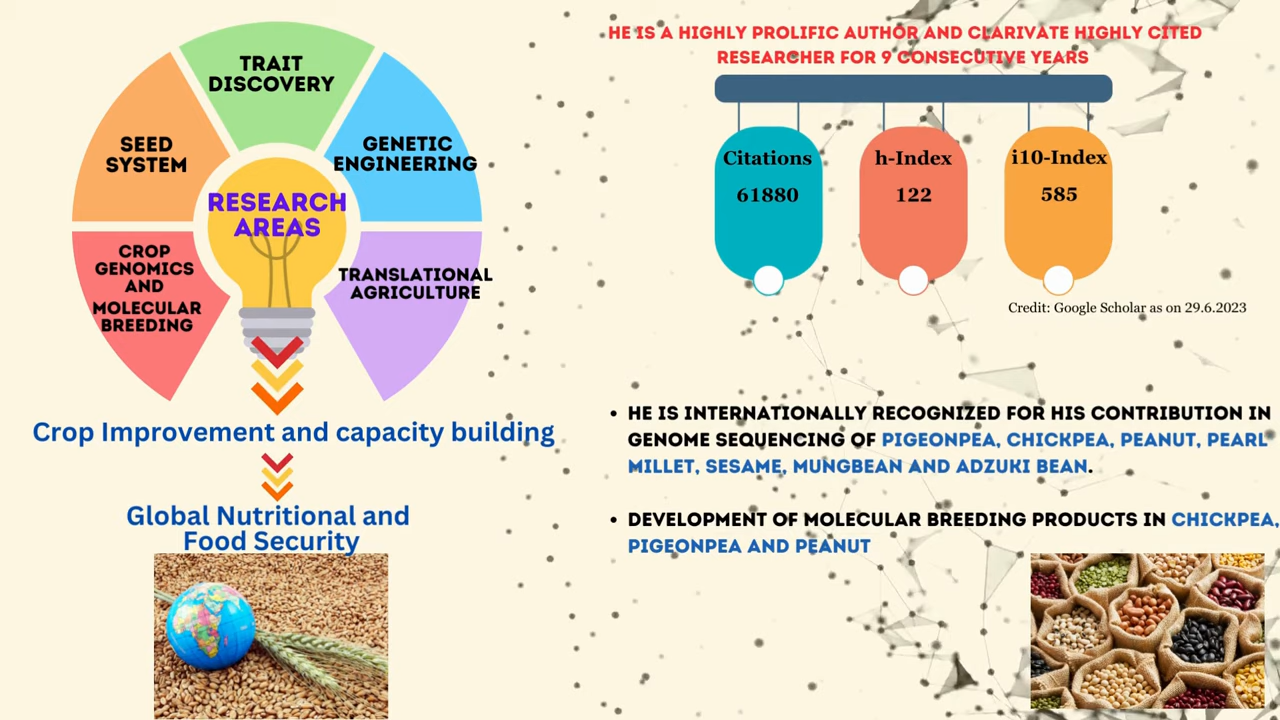 TRAIT
DISCOVERY
SEED
SYSTEM
GENETIC
ENGINEERING
RESEARCH
AREAS
CROP
GENOMICS
AND
MOLECULAR
BREEDING
TRANSLATIONAL
AGRICULTURE
Crop Improvement and capacity building
Global Nutritional and
Food Security
HE IS A HIGHLY PROLIFIC AUTHOR AND CLARIVATE HIGHLY CITED
RESEARCHER FOR 9 CONSECUTIVE YEARS
Citations
61880
h-Index
122
i10-Index
585
Credit: Google Scholar as on 29.6.2023
• HE IS INTERNATIONALLY RECOGNIZED FOR HIS CONTRIBUTION IN
GENOME SEQUENCING OF PIGEONPEA, CHICKPEA, PEANUT, PEARL
MILLET, SESAME, MUNGBEAN AND ADZUKI BEAN.
• DEVELOPMENT OF MOLECULAR BREEDING PRODUCTS IN CHICKPEA,
PIGEONPEA AND PEANUT